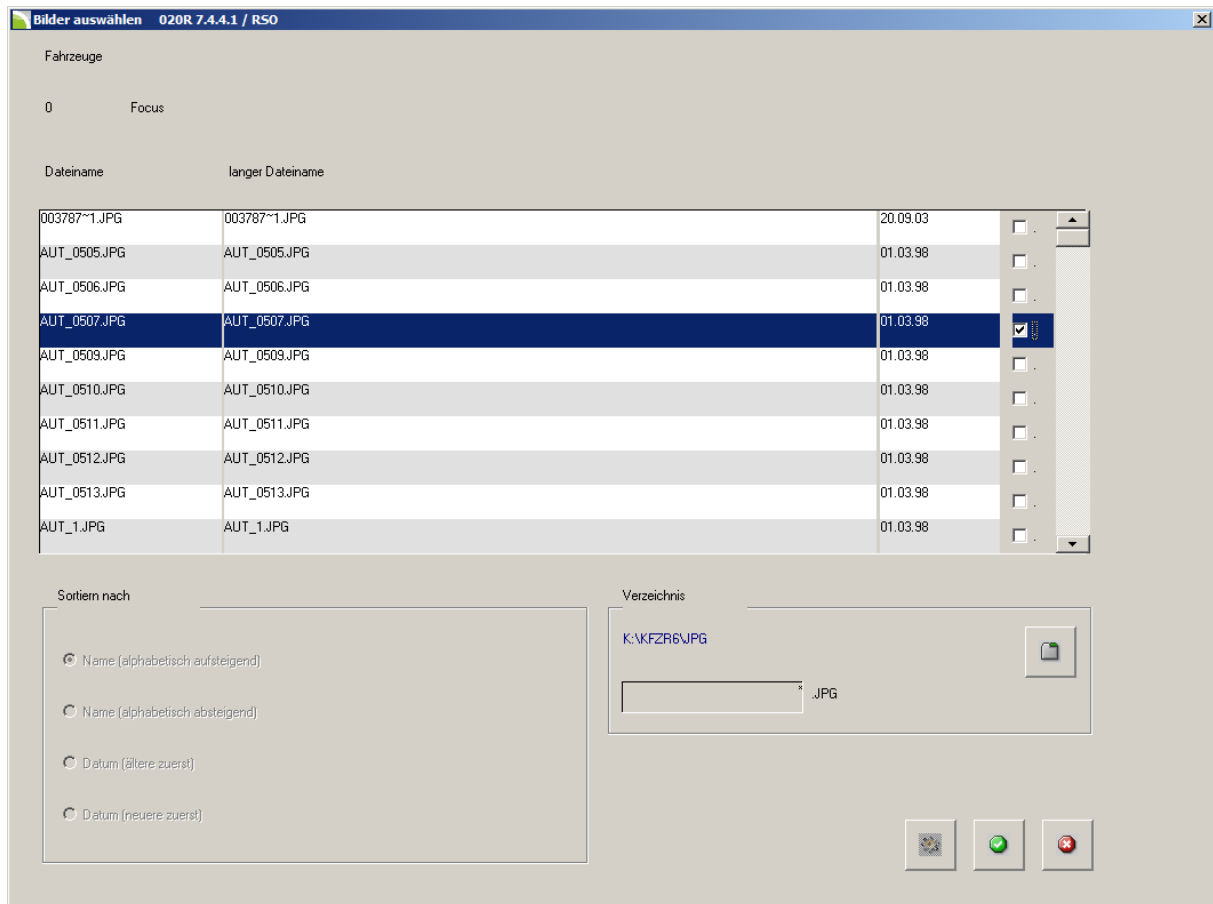 Bilder auswählen 020R 7.4.4.1 / RSO
Fahrzeuge
0 Focus
Dateiname langer Dateiname
003787~1.JPG 003787~1.JPG 20.09.03 .
AUT_0505.JPG AUT_0505.JPG 01.03.98 .
AUT_0506.JPG AUT_0506.JPG 01.03.98 .
AUT_0507.JPG AUT_0507.JPG 01.03.98
AUT_0509.JPG AUT_0509.JPG 01.03.98 .
AUT_0510.JPG AUT_0510.JPG 01.03.98 .
AUT_0511.JPG AUT_0511.JPG 01.03.98 .
AUT_0512.JPG AUT_0512.JPG 01.03.98 .
AUT_0513.JPG AUT_0513.JPG 01.03.98 .
AUT_1.JPG AUT_1.JPG 01.03.98 .
Sortiern nach
Name (alphabetisch aufsteigend)
Name (alphabetisch absteigend)
Datum (ältere zuerst)
Datum (neuere zuerst)
Verzeichnis
K:\KFZR6\JPG
* .JPG